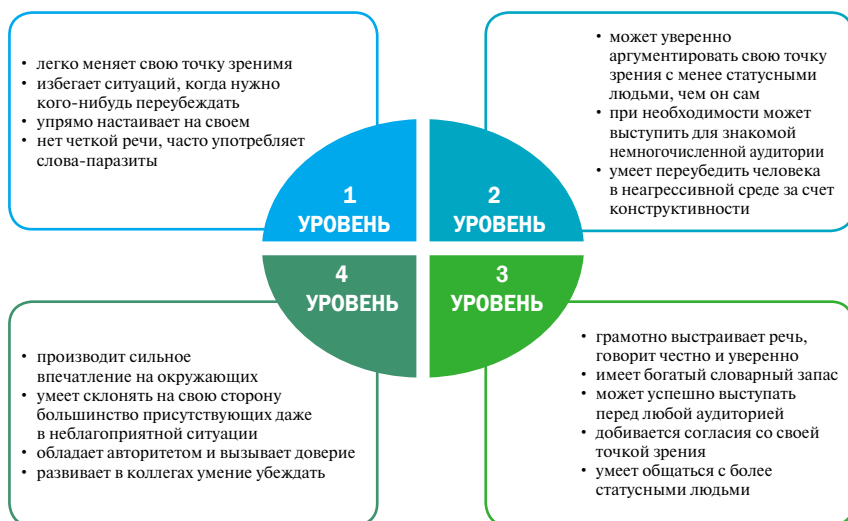 • легко меняет свою точку зренимя
• избегает ситуаций, когда нужно
кого-нибудь переубеждать
• упрямо настаивает на своем
• нет четкой речи, часто употребляет
слова-паразиты
1
УРОВЕНЬ
• может уверенно
аргументировать свою точку
зрения с менее статусными
людьми, чем он сам
• при необходимости может
выступить для знакомой
немногочисленной аудитории
• умеет переубедить человека
в неагрессивной среде за счет
конструктивности
2
УРОВЕНЬ
4
УРОВЕНЬ
• производит сильное
впечатление на окружающих
• умеет склонять на свою сторону
большинство присутствующих даже
в неблагоприятной ситуации
• обладает авторитетом и вызывает доверие
• развивает в коллегах умение убеждать
3
УРОВЕНЬ
• грамотно выстраивает речь,
говорит честно и уверенно
• имеет богатый словарный запас
• может успешно выступать
перед любой аудиторией
• добивается согласия со своей
точкой зрения
• умеет общаться с более
статусными людьми